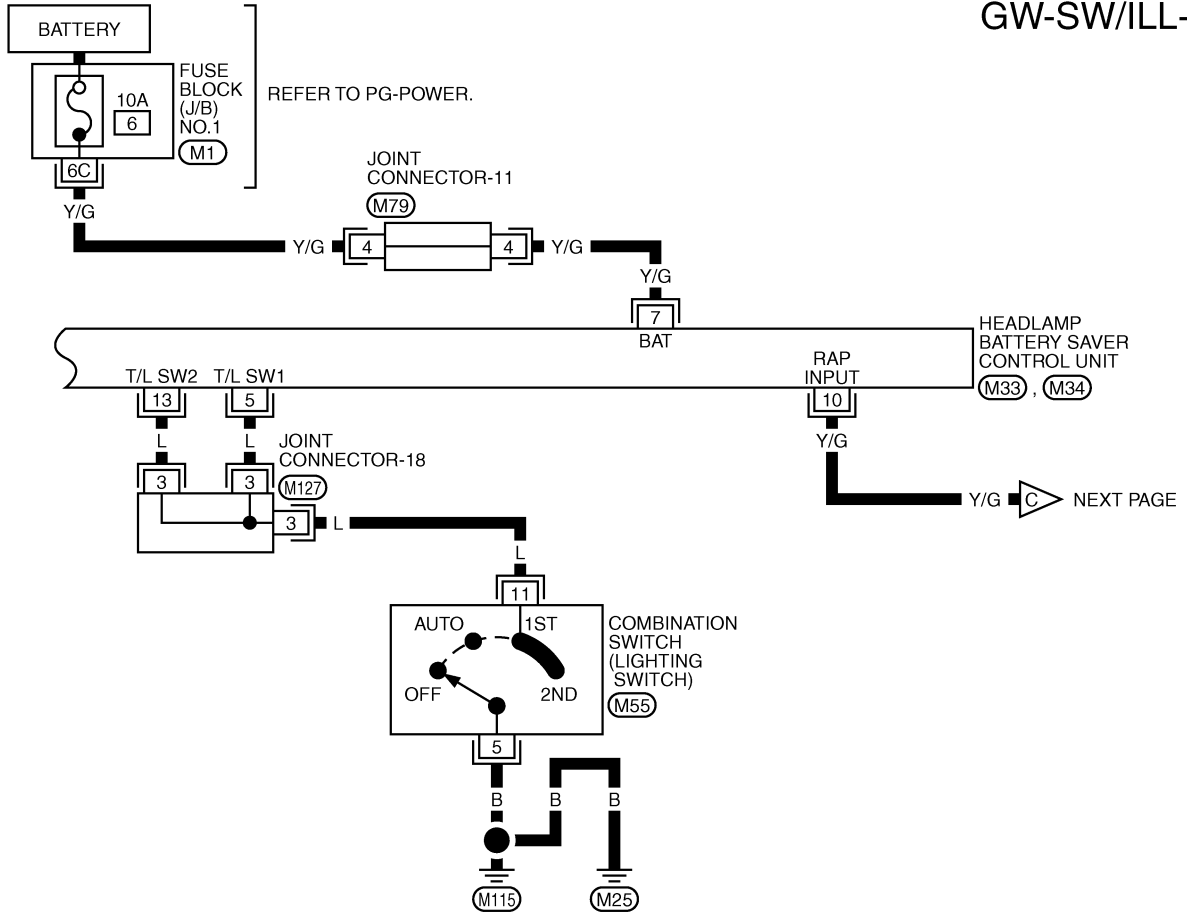 GW-SW/ILL-
BATTERY
FUSE
BLOCK
(J/B)
NO.1
M1
10A
6
REFER TO PG-POWER.
6C
Y/G
JOINT
CONNECTOR-11
M79
Y/G
4
4
Y/G
Y/G
7
BAT
HEADLAMP
BATTERY SAVER
CONTROL UNIT
M33 , M34
RAP
INPUT
T/L SW2
T/L SW1
13
5
10
L
L
Y/G
JOINT
CONNECTOR-18
M127
3
3
3
L
Y/G
C
NEXT PAGE
L
11
AUTO
1ST
OFF
2ND
COMBINATION
SWITCH
(LIGHTING
SWITCH)
M55
5
B
B
B
M115
M25